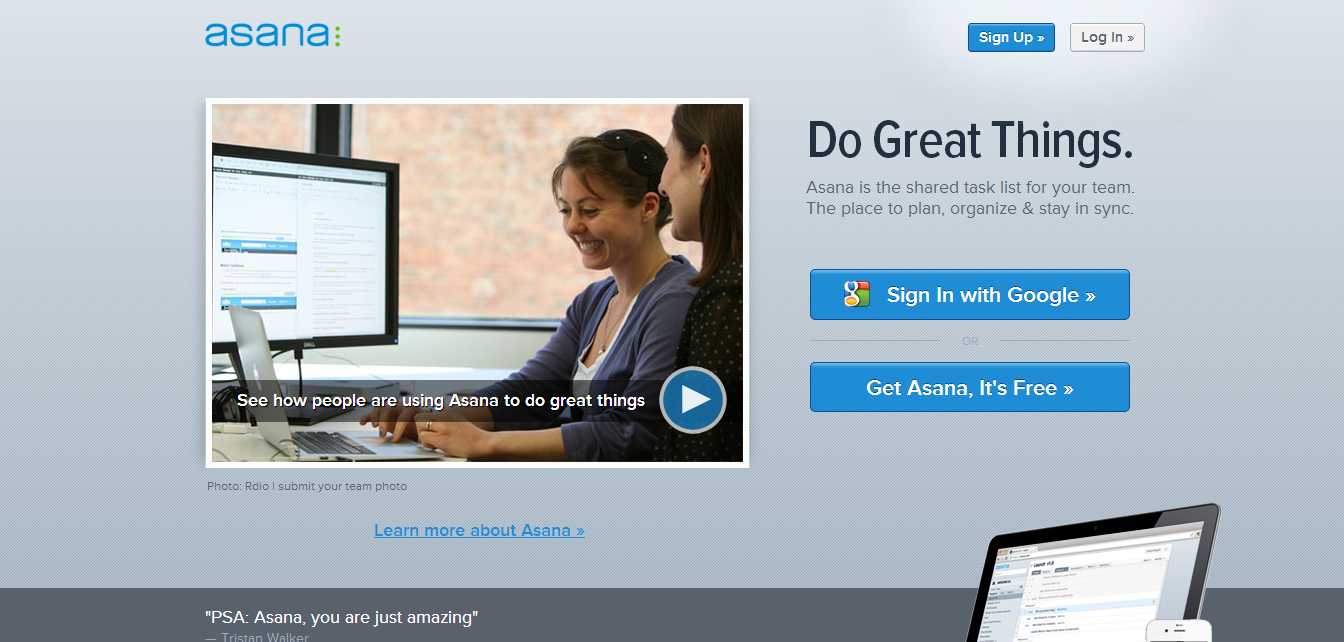 asana
Sign Up »
Log In »
Do Great Things.
Asana is the shared task list for your team.
The place to plan, organize & stay in sync.
Sign In with Google »
OR
Get Asana, It's Free »
See how people are using Asana to do great things
Photo: Rdio | submit your team photo
Learn more about Asana »
"PSA: Asana, you are just amazing"
— Tristan Walker